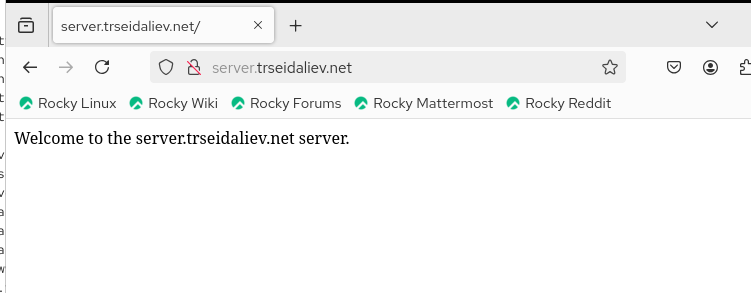 server.trseidaliev.net/
server.trseidaliev.net
Rocky Linux Rocky Wiki Rocky Forums Rocky Mattermost Rocky Reddit
Welcome to the server.trseidaliev.net server.